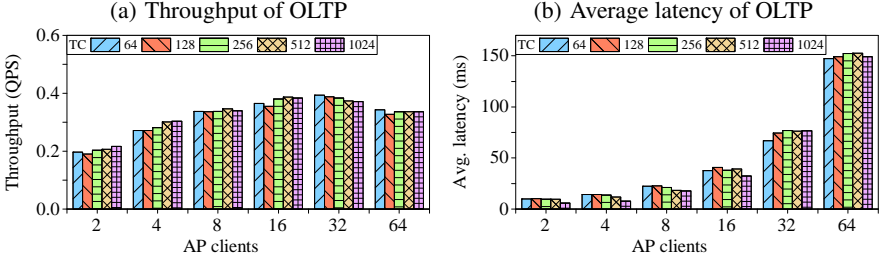 (a) Throughput of OLTP
0.6
0.4
0.2
0.0
Throughput (QPS)
TC 64 128 256 512 1024
2 4 8 16 32 64
AP clients
(b) Average latency of OLTP
150
100
50
0
Avg. latency (ms)
TC 64 128 256 512 1024
2 4 8 16 32 64
AP clients